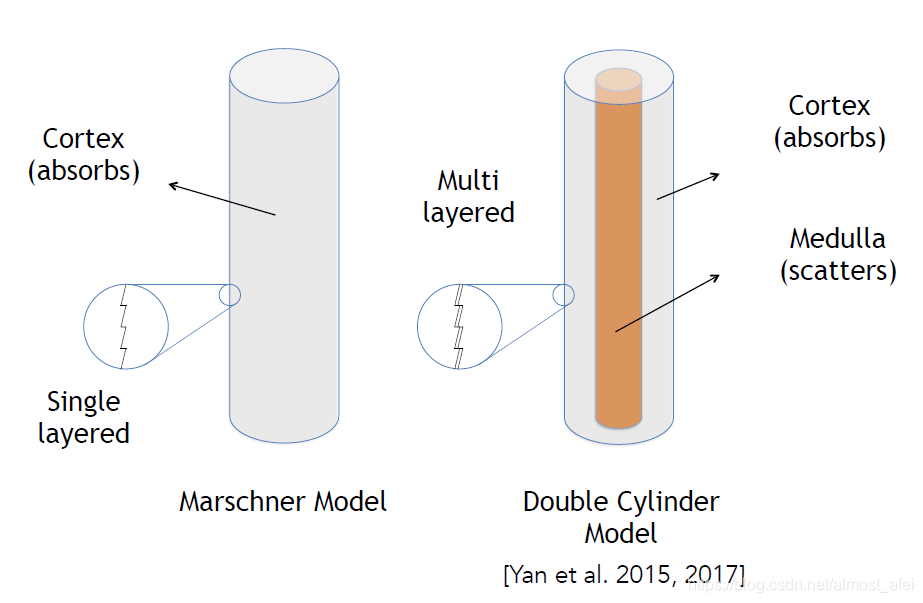 Cortex
(absorbs)
Single
layered
Marschner Model
Multi
layered
Cortex
(absorbs)
Medulla
(scatters)
Double Cylinder
Model
[Yan et al. 2015, 2017]
https://blog.csdn.net/almost_afei